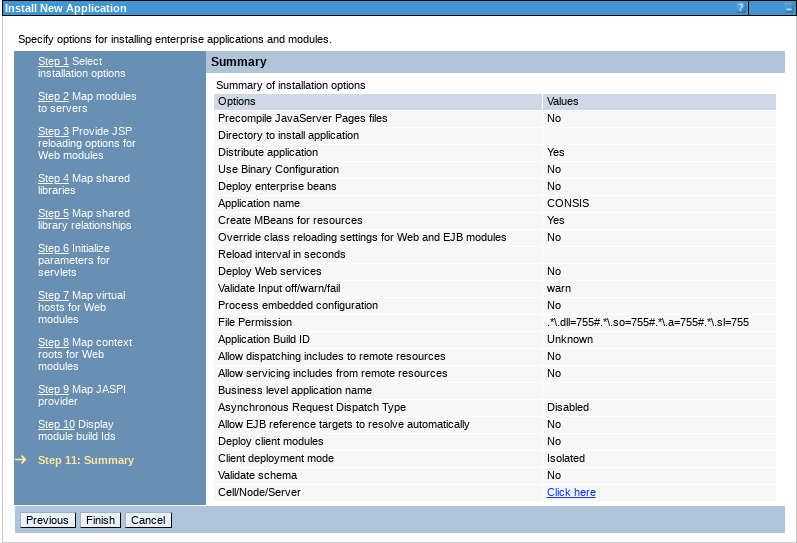 Install New Application
?
Specify options for installing enterprise applications and modules.
Step 1 Select
installation options
Step 2 Map modules
to servers
Step 3 Provide JSP
reloading options for
Web modules
Step 4 Map shared
libraries
Step 5 Map shared
library relationships
Step 6 Initialize
parameters for
servlets
Step 7 Map virtual
hosts for Web
modules
Step 8 Map context
roots for Web
modules
Step 9 Map JASPI
provider
Step 10 Display
module build Ids
Step 11: Summary
Summary
Summary of installation options
Options Values
Precompile JavaServer Pages files No
Directory to install application
Distribute application Yes
Use Binary Configuration No
Deploy enterprise beans No
Application name CONSIS
Create MBeans for resources Yes
Override class reloading settings for Web and EJB modules No
Reload interval in seconds
Deploy Web services No
Validate Input off/warn/fail warn
Process embedded configuration No
File Permission .*\.dll=755#.*\.so=755#.*\.a=755#.*\.sl=755
Application Build ID Unknown
Allow dispatching includes to remote resources No
Allow servicing includes from remote resources No
Business level application name
Asynchronous Request Dispatch Type Disabled
Allow EJB reference targets to resolve automatically No
Deploy client modules No
Client deployment mode Isolated
Validate schema No
Cell/Node/Server Click here
Previous Finish Cancel